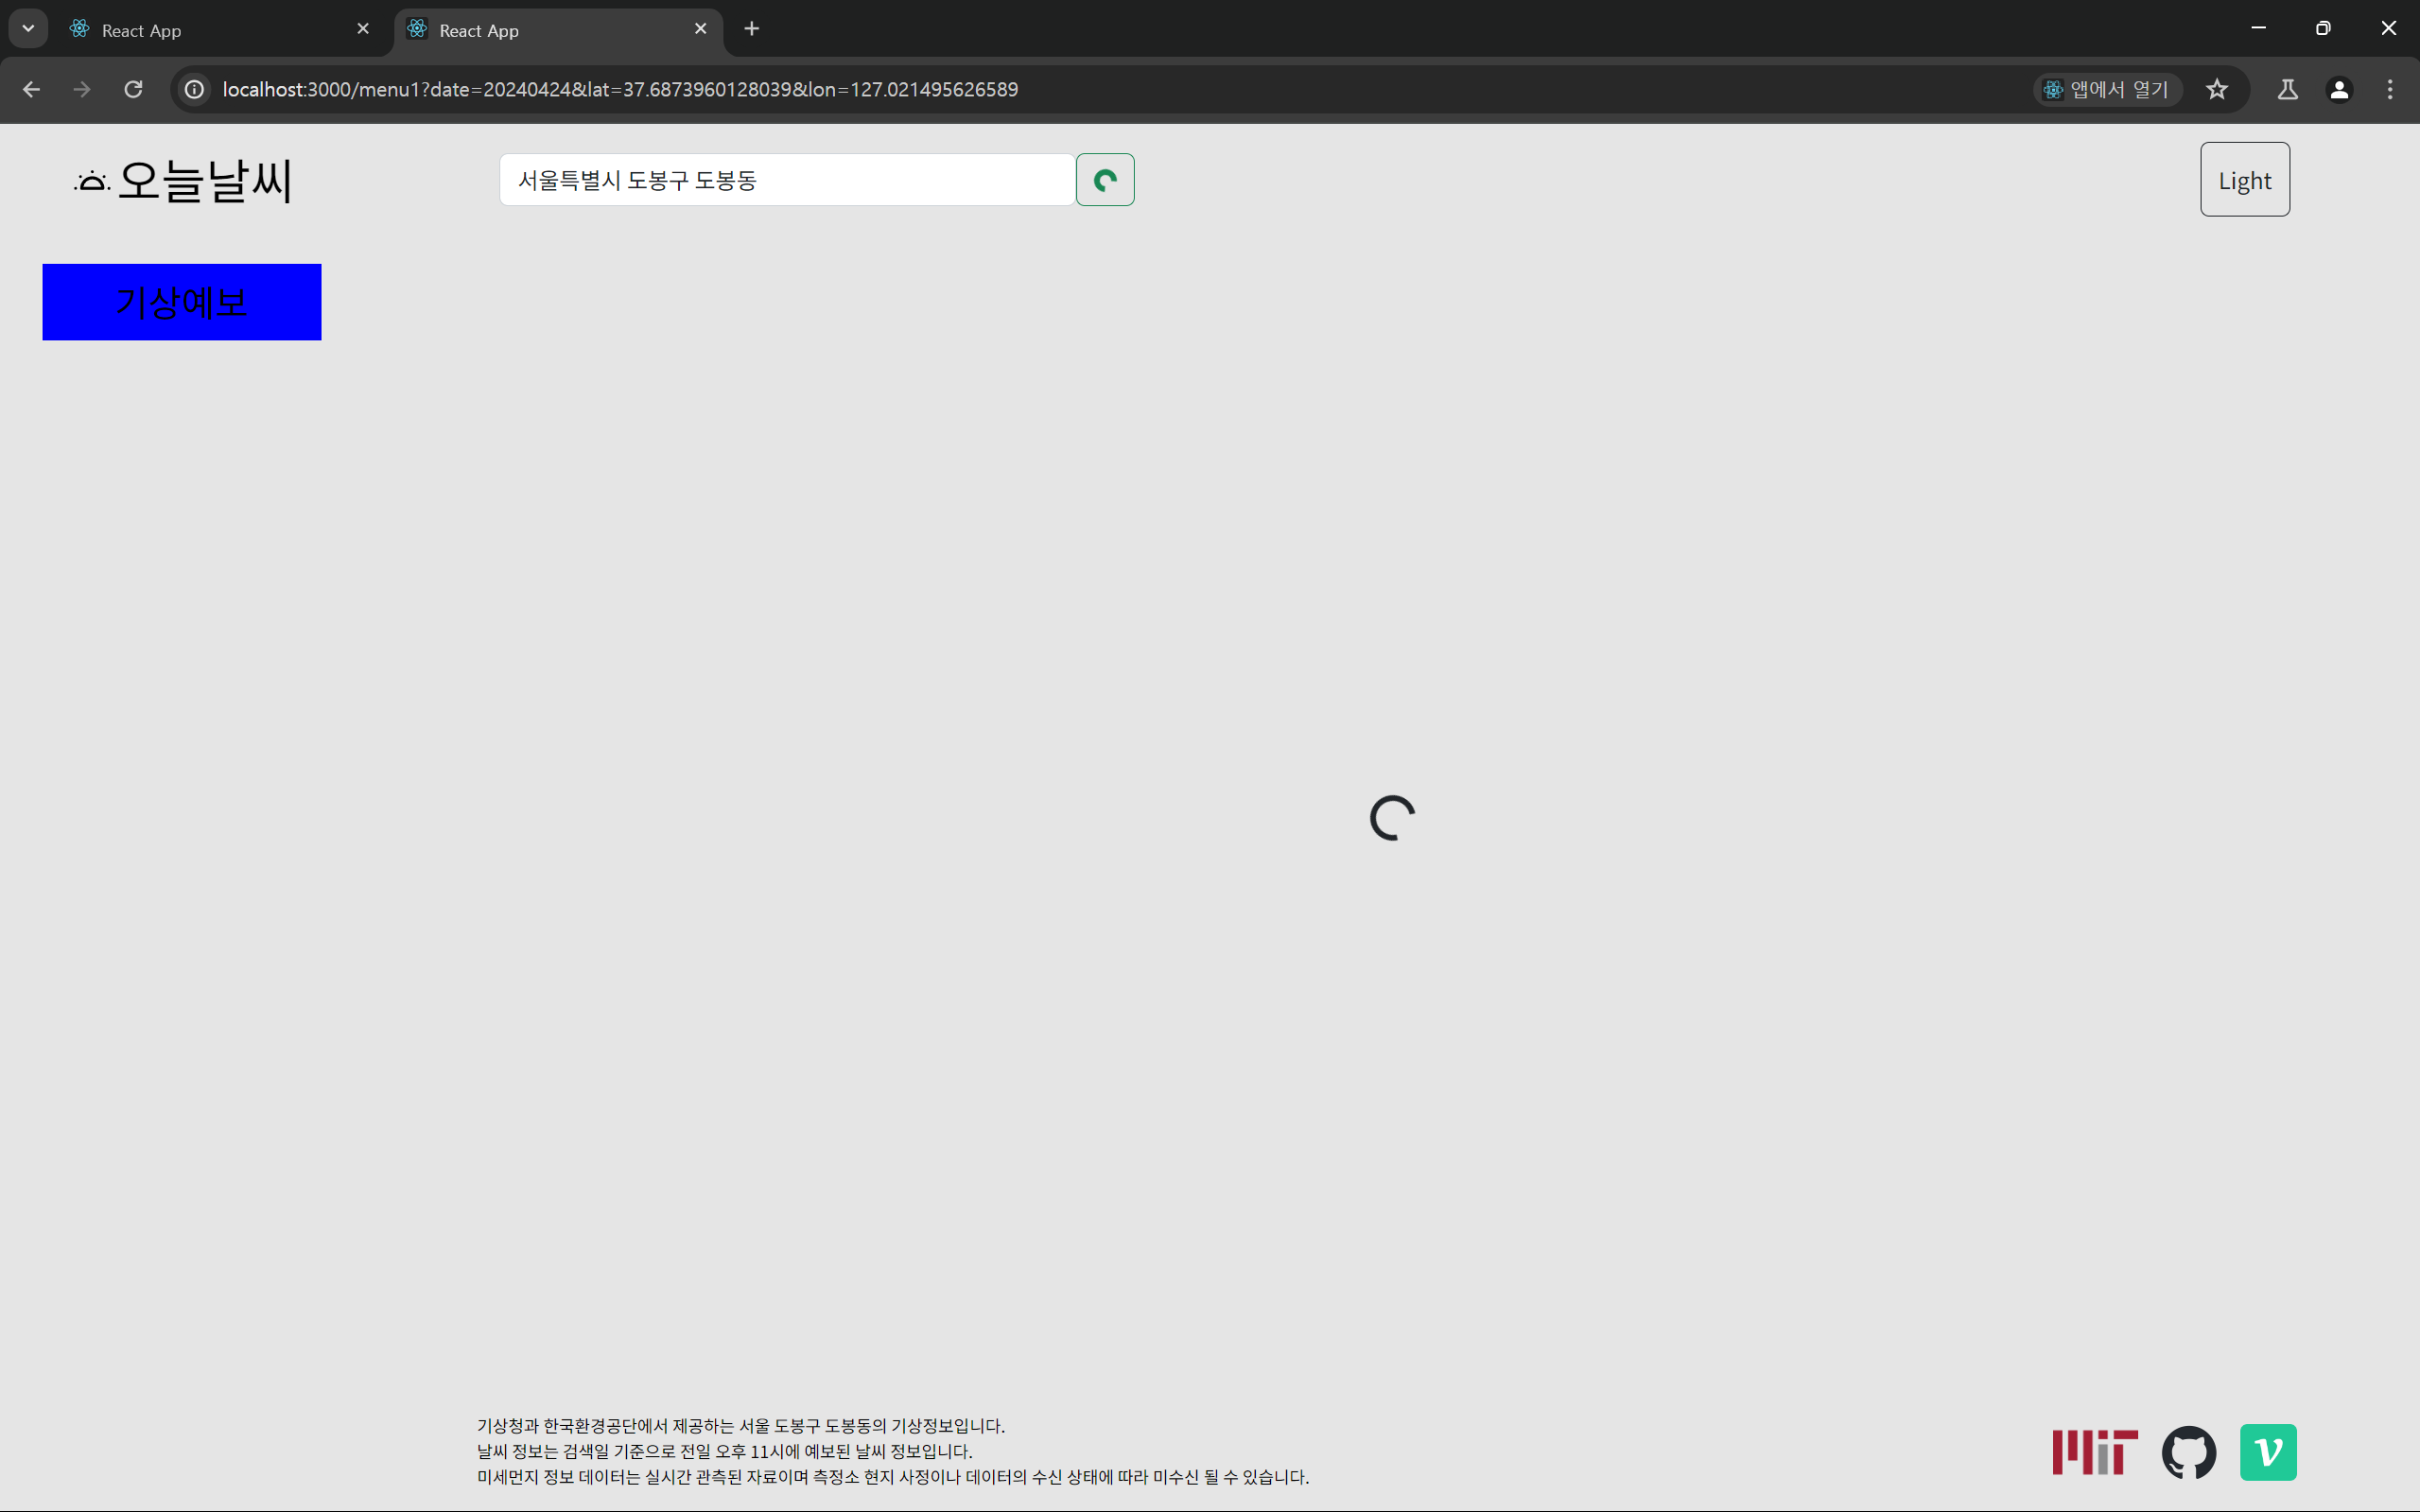 React App
React App
localhost:3000/menu1?date=20240424&lat=37.6873960128039&lon=127.021495626589
앱에서 열기
오늘날씨
서울특별시 도봉구 도봉동
Light
기상예보
기상청과 한국환경공단에서 제공하는 서울 도봉구 도봉동의 기상정보입니다.
날씨 정보는 검색일 기준으로 전일 오후 11시에 예보된 날씨 정보입니다.
미세먼지 정보 데이터는 실시간 관측된 자료이며 측정소 현지 사정이나 데이터의 수신 상태에 따라 미수신 될 수 있습니다.
MIT
v